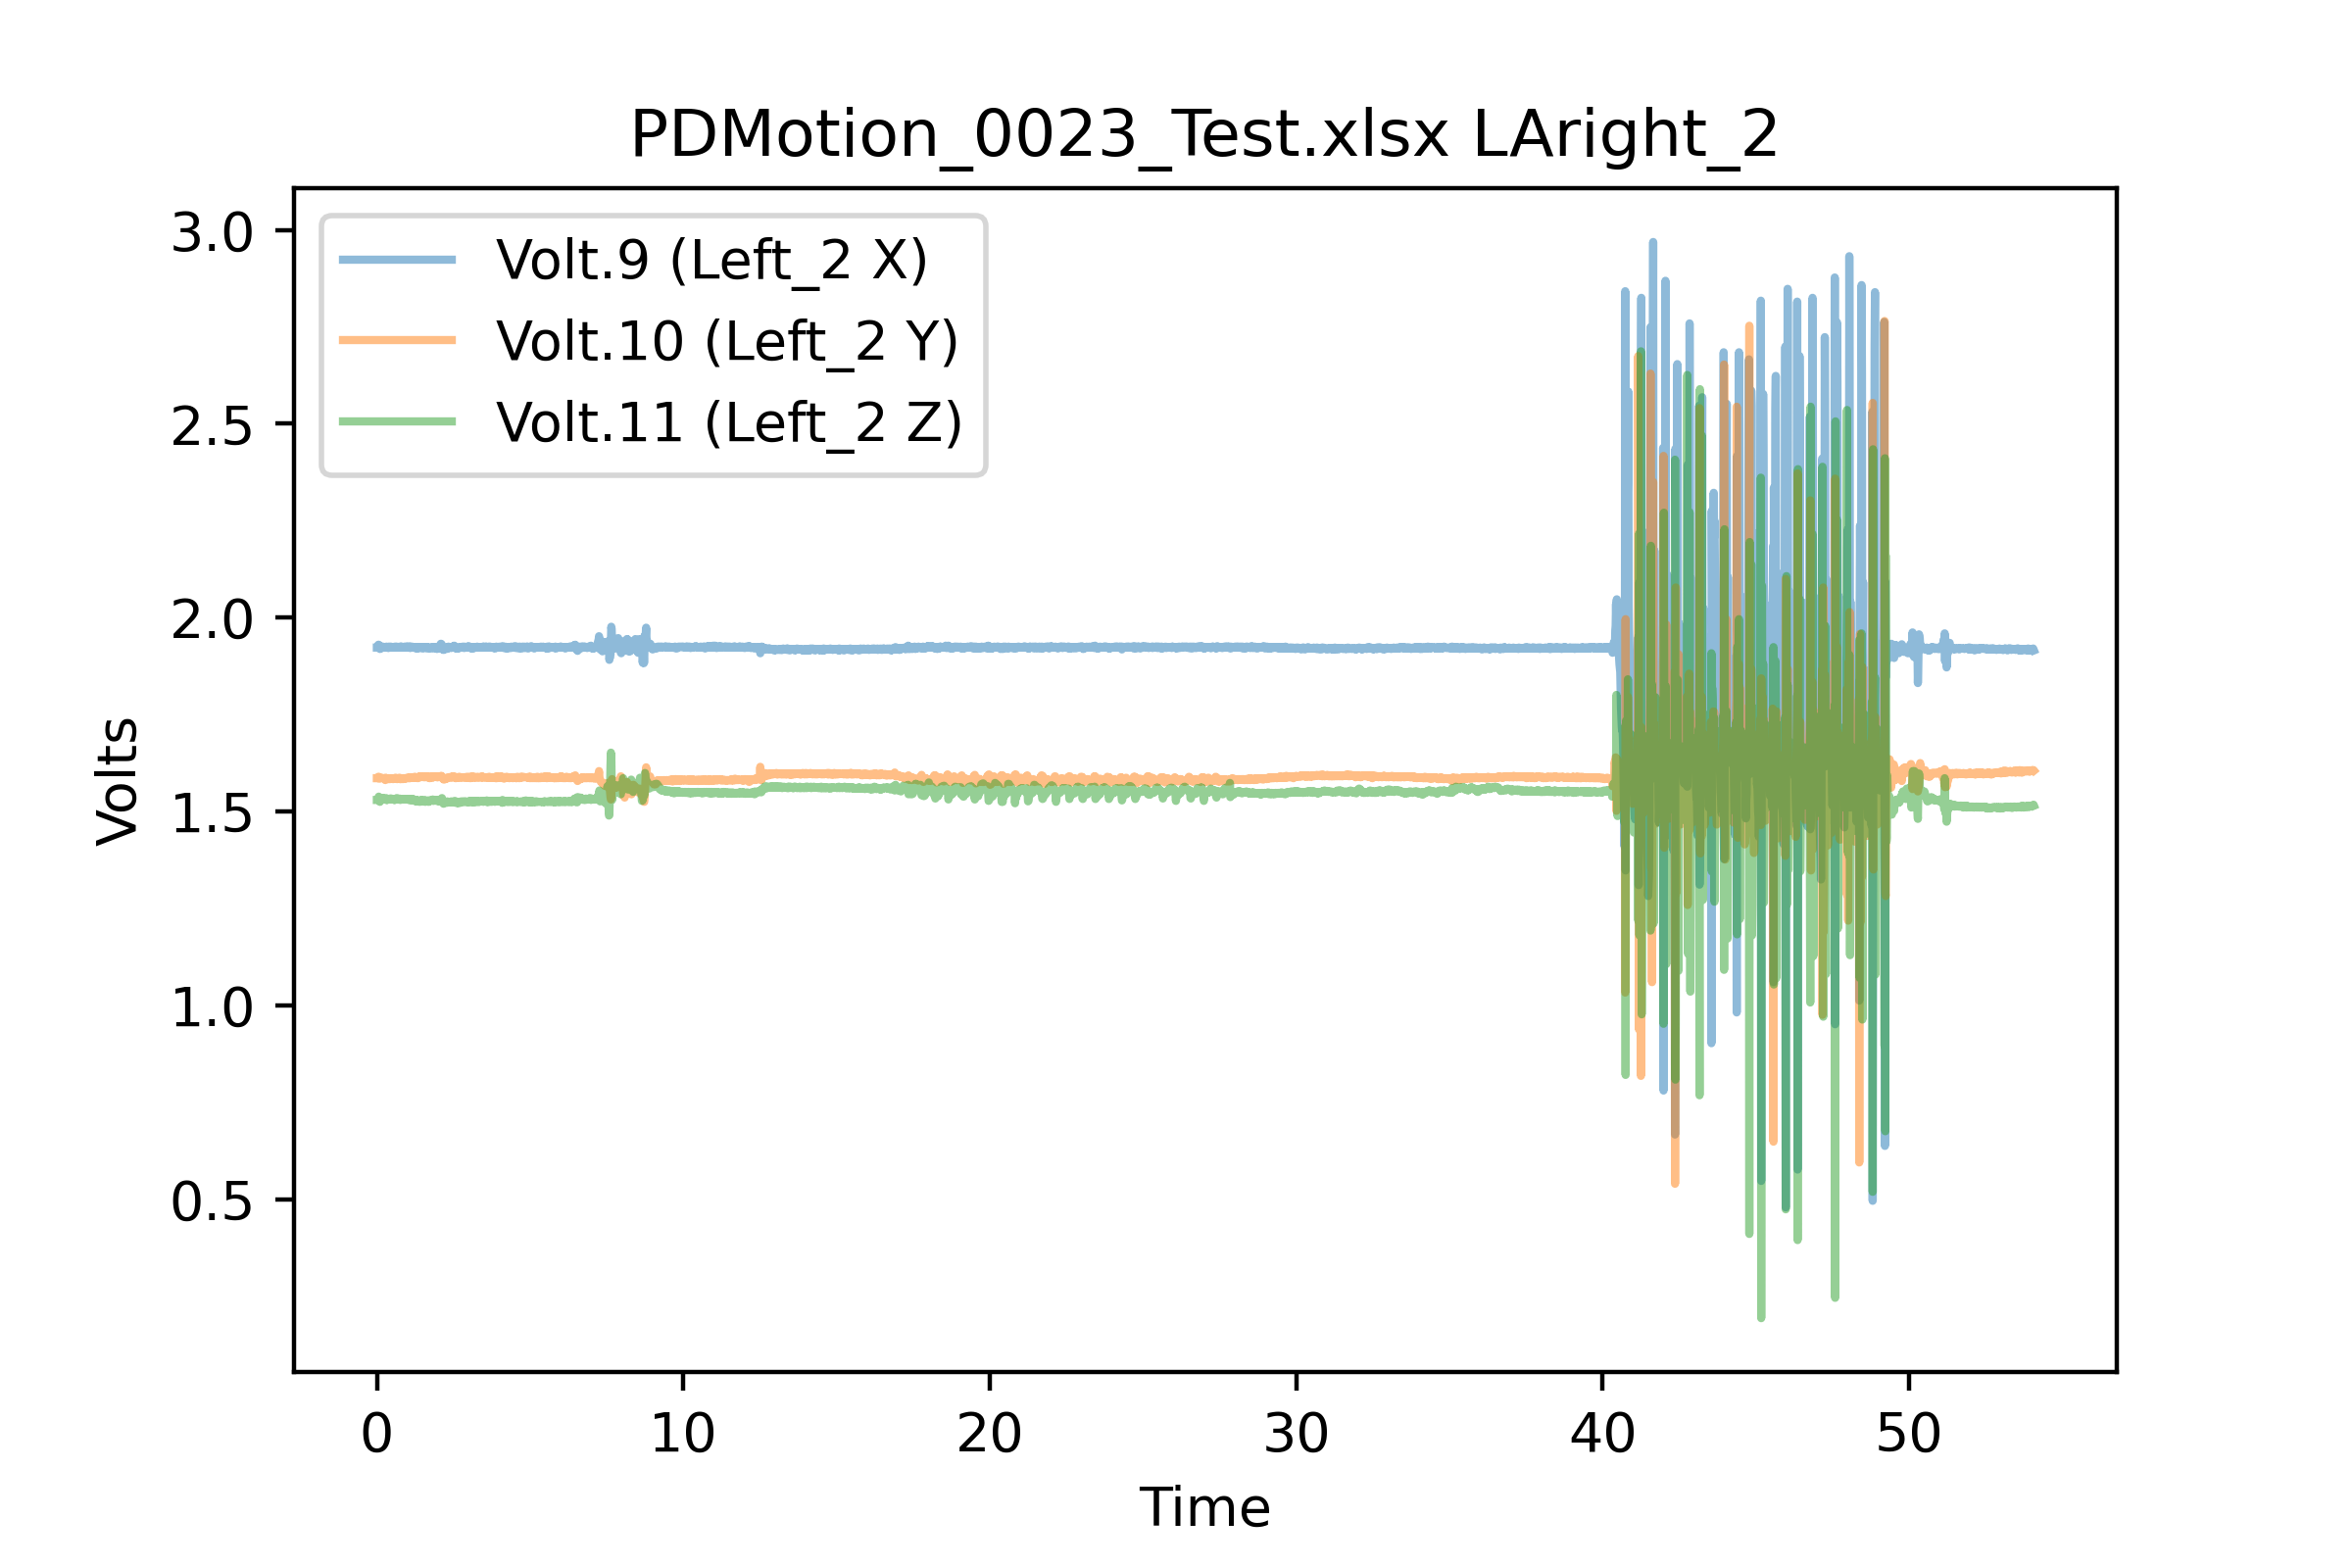 PDMotion_0023_Test.xlsx LAright_2
Volt.9 (Left_2 X)
Volt.10 (Left_2 Y)
Volt.11 (Left_2 Z)
3.0
2.5
2.0
1.5
1.0
0.5
Volts
0 10 20 30 40 50
Time